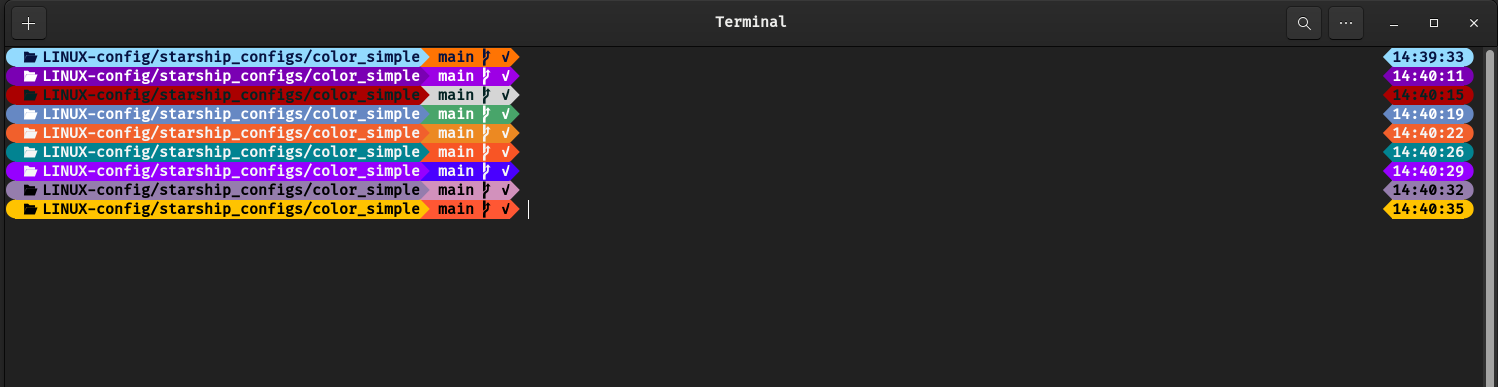 Terminal
LINUX-config/starship_configs/color_simple main ✓ 14:39:33
LINUX-config/starship_configs/color_simple main ✓ 14:40:11
LINUX-config/starship_configs/color_simple main ✓ 14:40:15
LINUX-config/starship_configs/color_simple main ✓ 14:40:19
LINUX-config/starship_configs/color_simple main ✓ 14:40:22
LINUX-config/starship_configs/color_simple main ✓ 14:40:26
LINUX-config/starship_configs/color_simple main ✓ 14:40:29
LINUX-config/starship_configs/color_simple main ✓ 14:40:32
LINUX-config/starship_configs/color_simple main ✓ 14:40:35